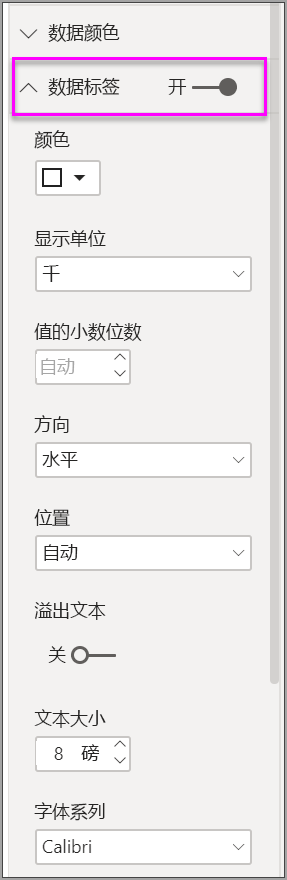 数据颜色
数据标签 开
颜色
显示单位
千
值的小数位数
自动
方向
水平
位置
自动
溢出文本
关
文本大小
8 磅
字体系列
Calibri